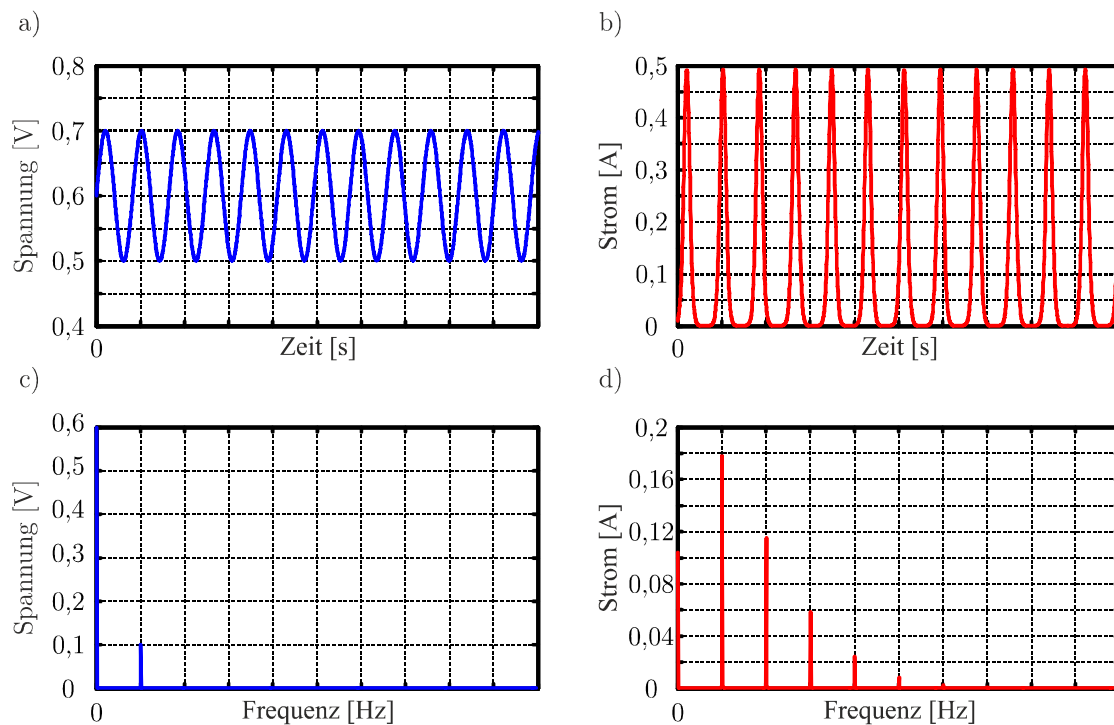 a)
0,8
0,7
0,6
0,5
0,4
Spannung [V]
0
Zeit [s]
b)
0,5
0,4
0,3
0,2
0,1
0
Strom [A]
0
Zeit [s]
c)
0,6
0,5
0,4
0,3
0,2
0,1
0
Spannung [V]
0
Frequenz [Hz]
d)
0,2
0,16
0,12
0,08
0,04
0
Strom [A]
0
Frequenz [Hz]